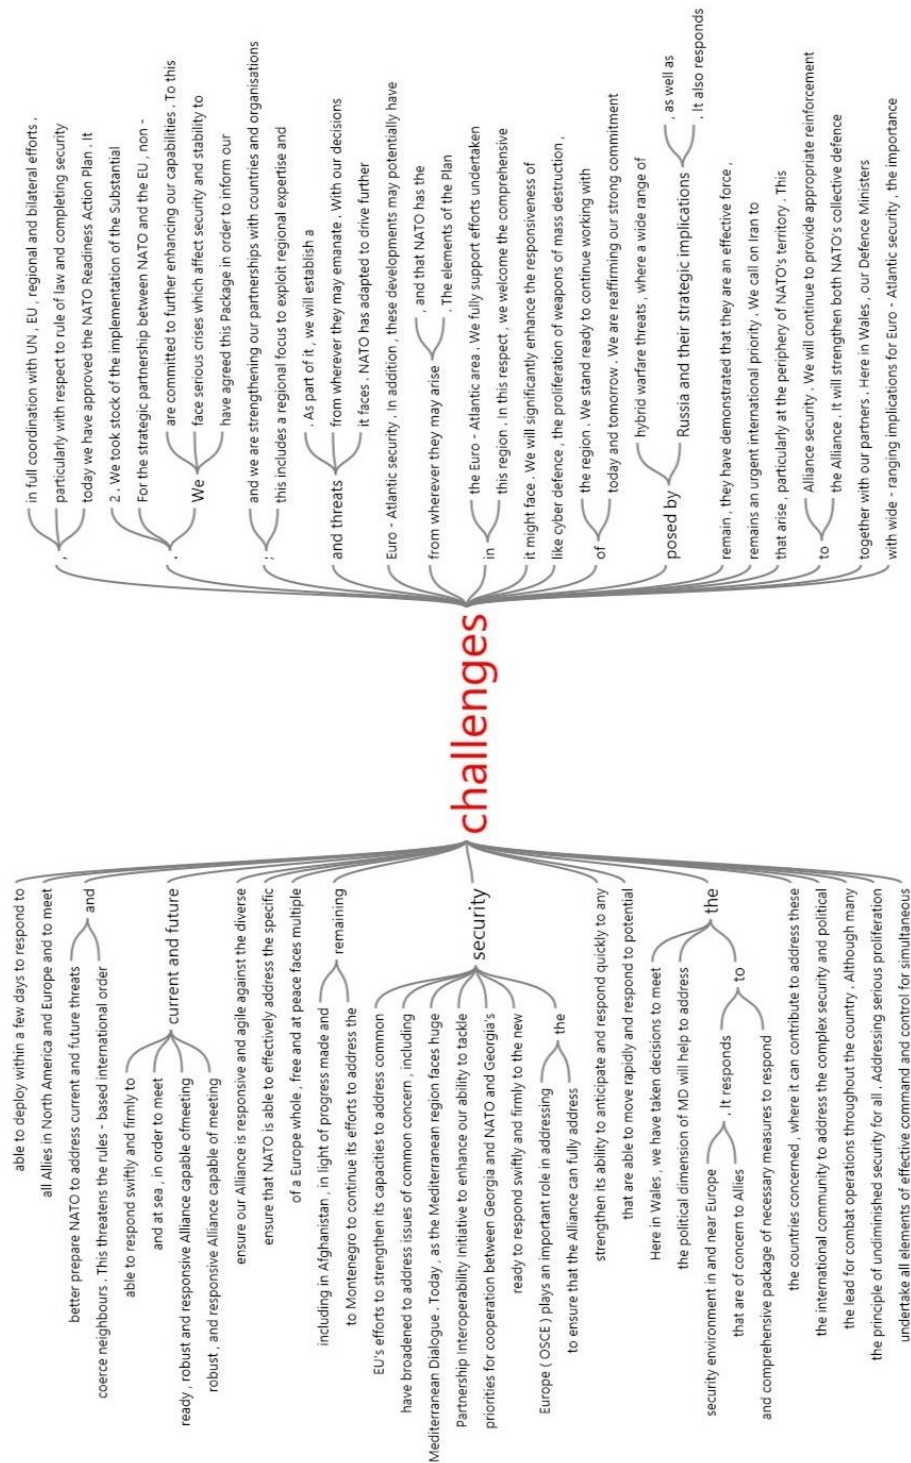 able to deploy within a few days to respond to
all Allies in North America and Europe and to meet
better prepare NATO to address current and future threats
coerce neighbours . This threatens the rules - based international order
and
able to respond swiftly and firmly to
and at sea , in order to meet
ready , robust and responsive Alliance capable ofmeeting
robust , and responsive Alliance capable of meeting
current and future
ensure our Alliance is responsive and agile against the diverse
ensure that NATO is able to effectively address the specific
of a Europe whole , free and at peace faces multiple
including in Afghanistan , in light of progress made and
to Montenegro to continue its efforts to address the
remaining
EU's efforts to strengthen its capacities to address common
have broadened to address issues of common concern , including
Mediterranean Dialogue . Today , as the Mediterranean region faces huge
Partnership Interoperability Initiative to enhance our ability to tackle
priorities for cooperation between Georgia and NATO and Georgia's
ready to respond swiftly and firmly to the new
Europe ( OSCE ) plays an important role in addressing
to ensure that the Alliance can fully address
the
security
strengthen its ability to anticipate and respond quickly to any
that are able to move rapidly and respond to potential
Here in Wales , we have taken decisions to meet
the political dimension of MD will help to address
security environment in and near Europe
that are of concern to Allies
. It responds
and comprehensive package of necessary measures to respond
to
the
the countries concerned , where it can contribute to address these
the international community to address the complex security and political
the lead for combat operations throughout the country . Although many
the principle of undiminished security for all . Addressing serious proliferation
undertake all elements of effective command and control for simultaneous
challenges
,
in full coordination with UN , EU , regional and bilateral efforts .
particularly with respect to rule of law and completing security
today we have approved the NATO Readiness Action Plan . It
.
2 . We took stock of the implementation of the Substantial
For the strategic partnership between NATO and the EU , non -
We
are committed to further enhancing our capabilities . To this
face serious crises which affect security and stability to
have agreed this Package in order to inform our
;
and we are strengthening our partnerships with countries and organisations
this includes a regional focus to exploit regional expertise and
and threats
. As part of it , we will establish a
from wherever they may emanate . With our decisions
it faces . NATO has adapted to drive further
Euro - Atlantic security . In addition , these developments may potentially have
from wherever they may arise
, and that NATO has the
. The elements of the Plan
in
the Euro - Atlantic area . We fully support efforts undertaken
this region . In this respect , we welcome the comprehensive
it might face . We will significantly enhance the responsiveness of
like cyber defence , the proliferation of weapons of mass destruction ,
of
the region . We stand ready to continue working with
today and tomorrow . We are reaffirming our strong commitment
posed by
hybrid warfare threats , where a wide range of
Russia and their strategic implications
, as well as
. It also responds
remain , they have demonstrated that they are an effective force ,
remains an urgent international priority . We call on Iran to
that arise , particularly at the periphery of NATO's territory . This
to
Alliance security . We will continue to provide appropriate reinforcement
the Alliance . It will strengthen both NATO's collective defence
together with our partners . Here in Wales , our Defence Ministers
with wide - ranging implications for Euro - Atlantic security , the importance